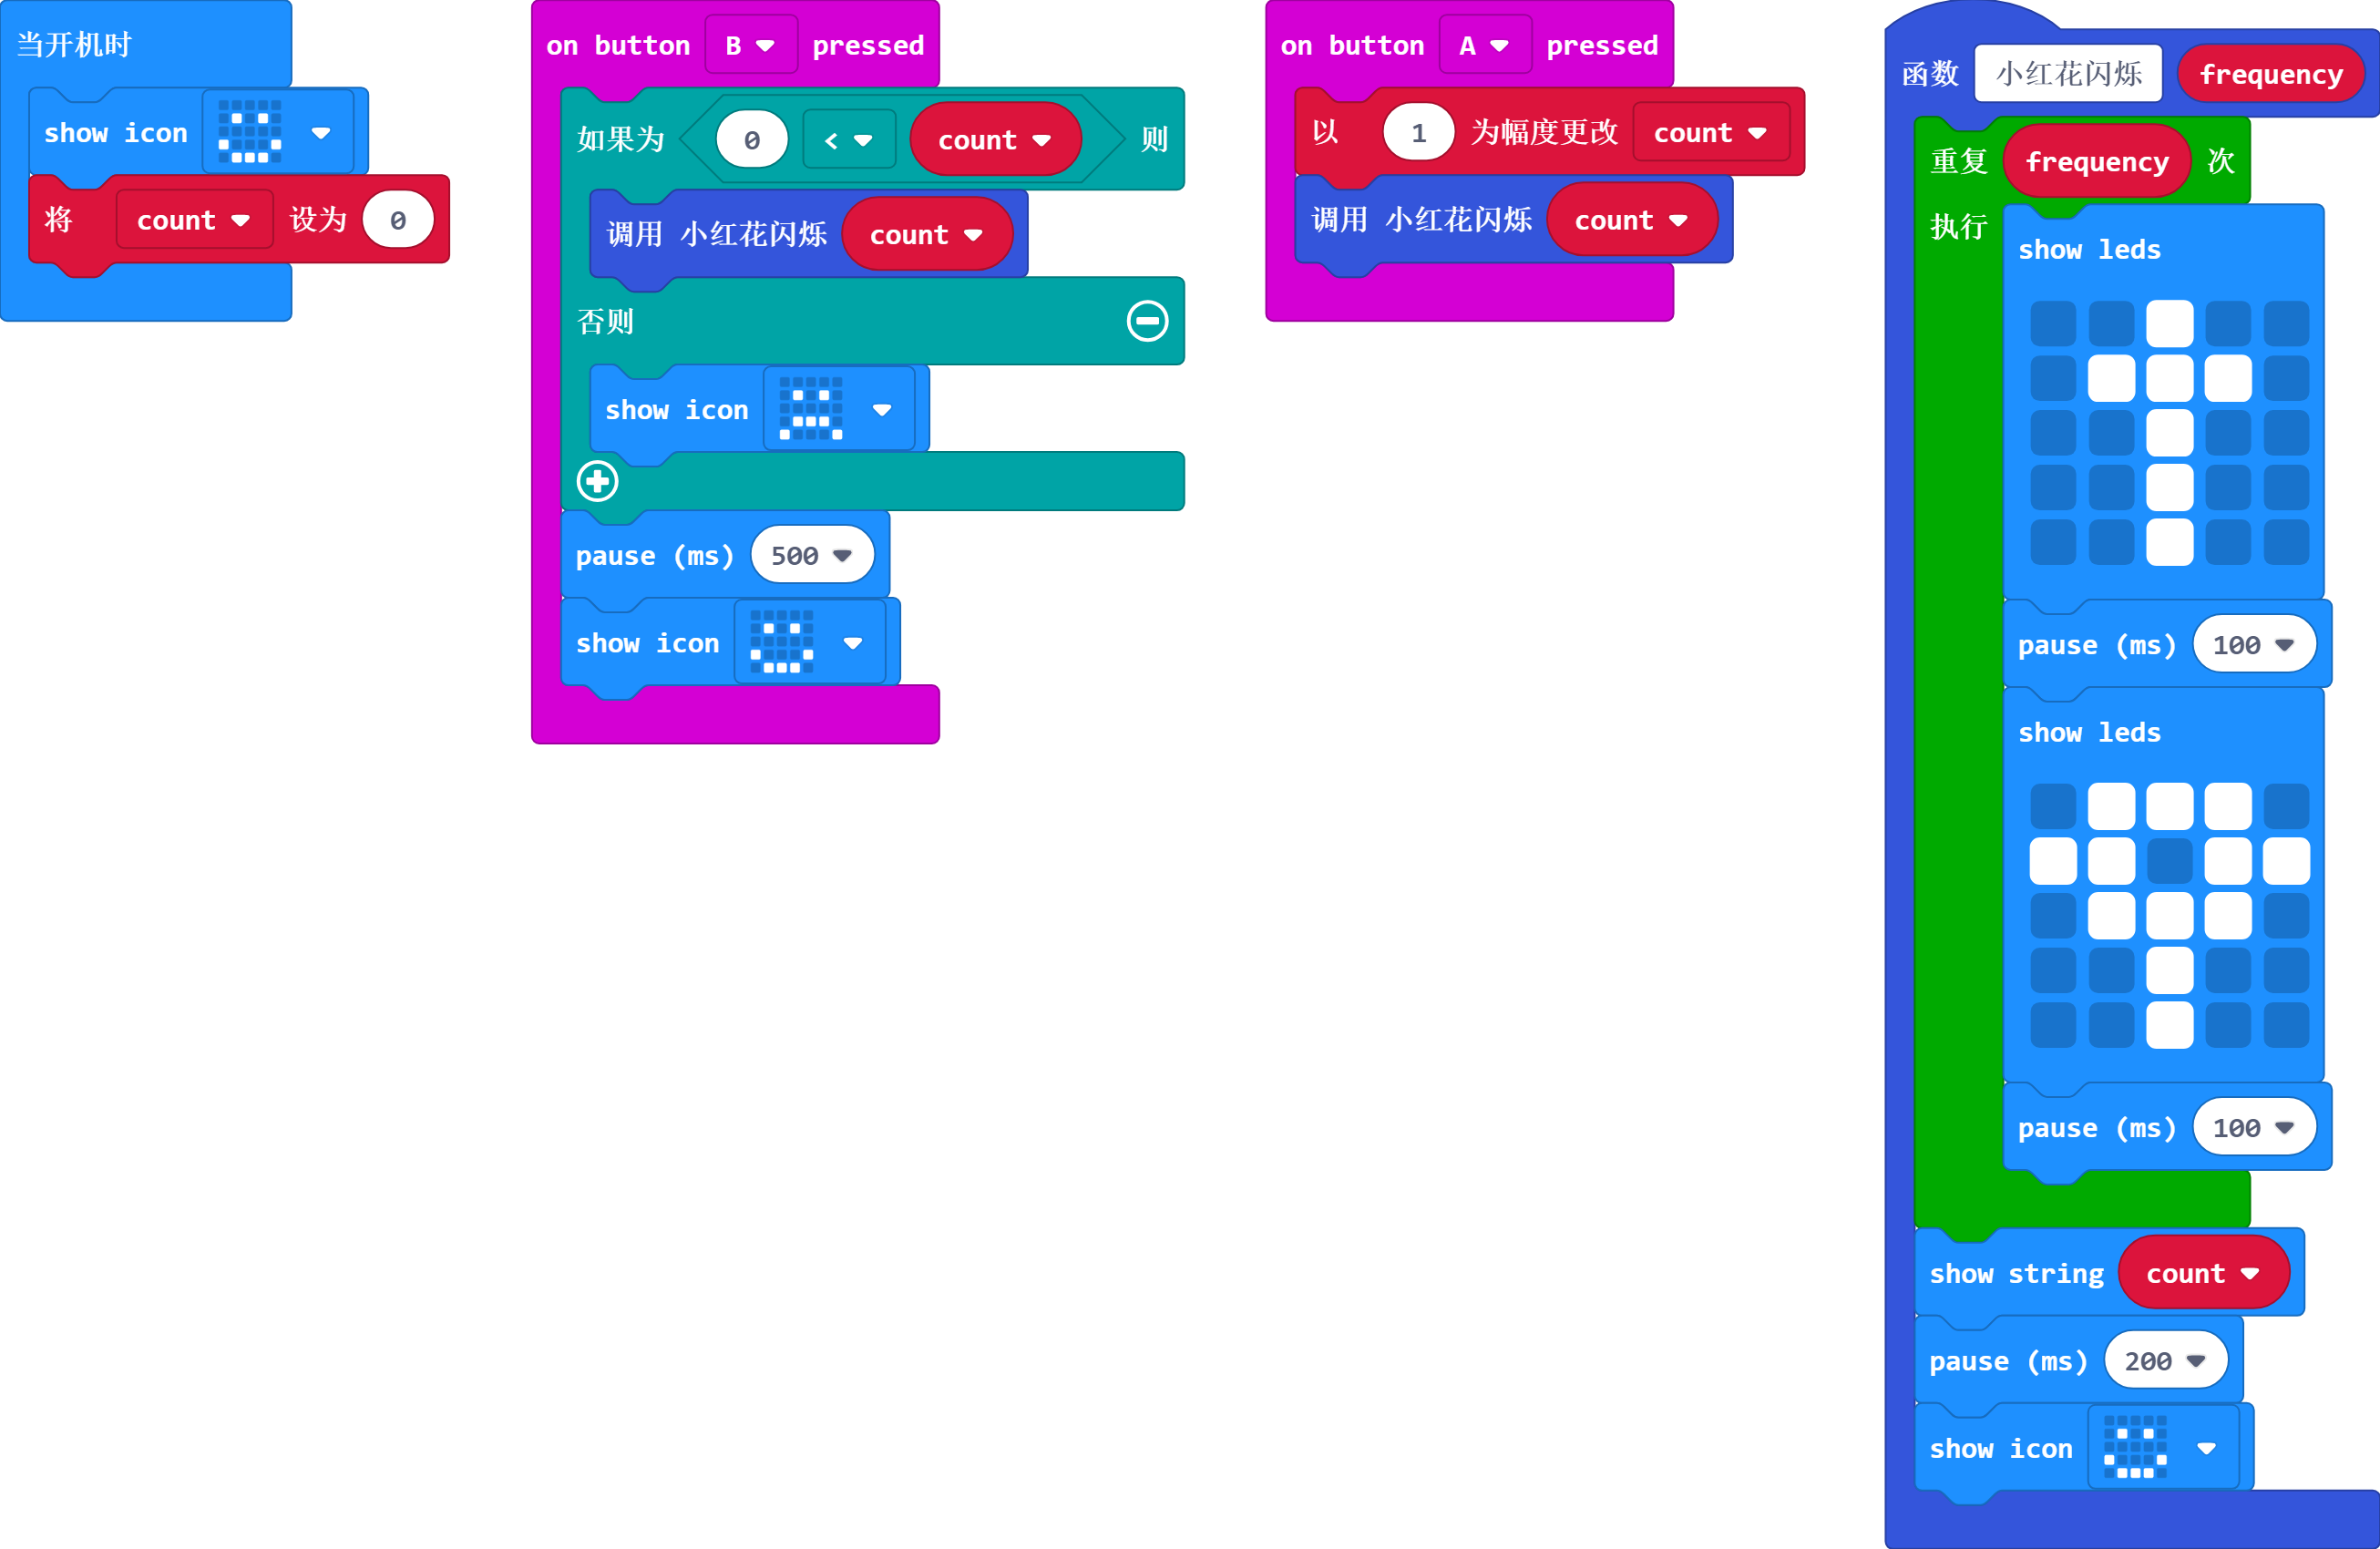 当开机时
show icon
将 count 设为 0
on button B pressed
如果为 0 < count 则
调用 小红花闪烁 count
否则
show icon
pause (ms) 500
show icon
on button A pressed
以 1 为幅度更改 count
调用 小红花闪烁 count
函数 小红花闪烁 frequency
重复 frequency 次
执行
show leds
pause (ms) 100
show leds
pause (ms) 100
show string count
pause (ms) 200
show icon